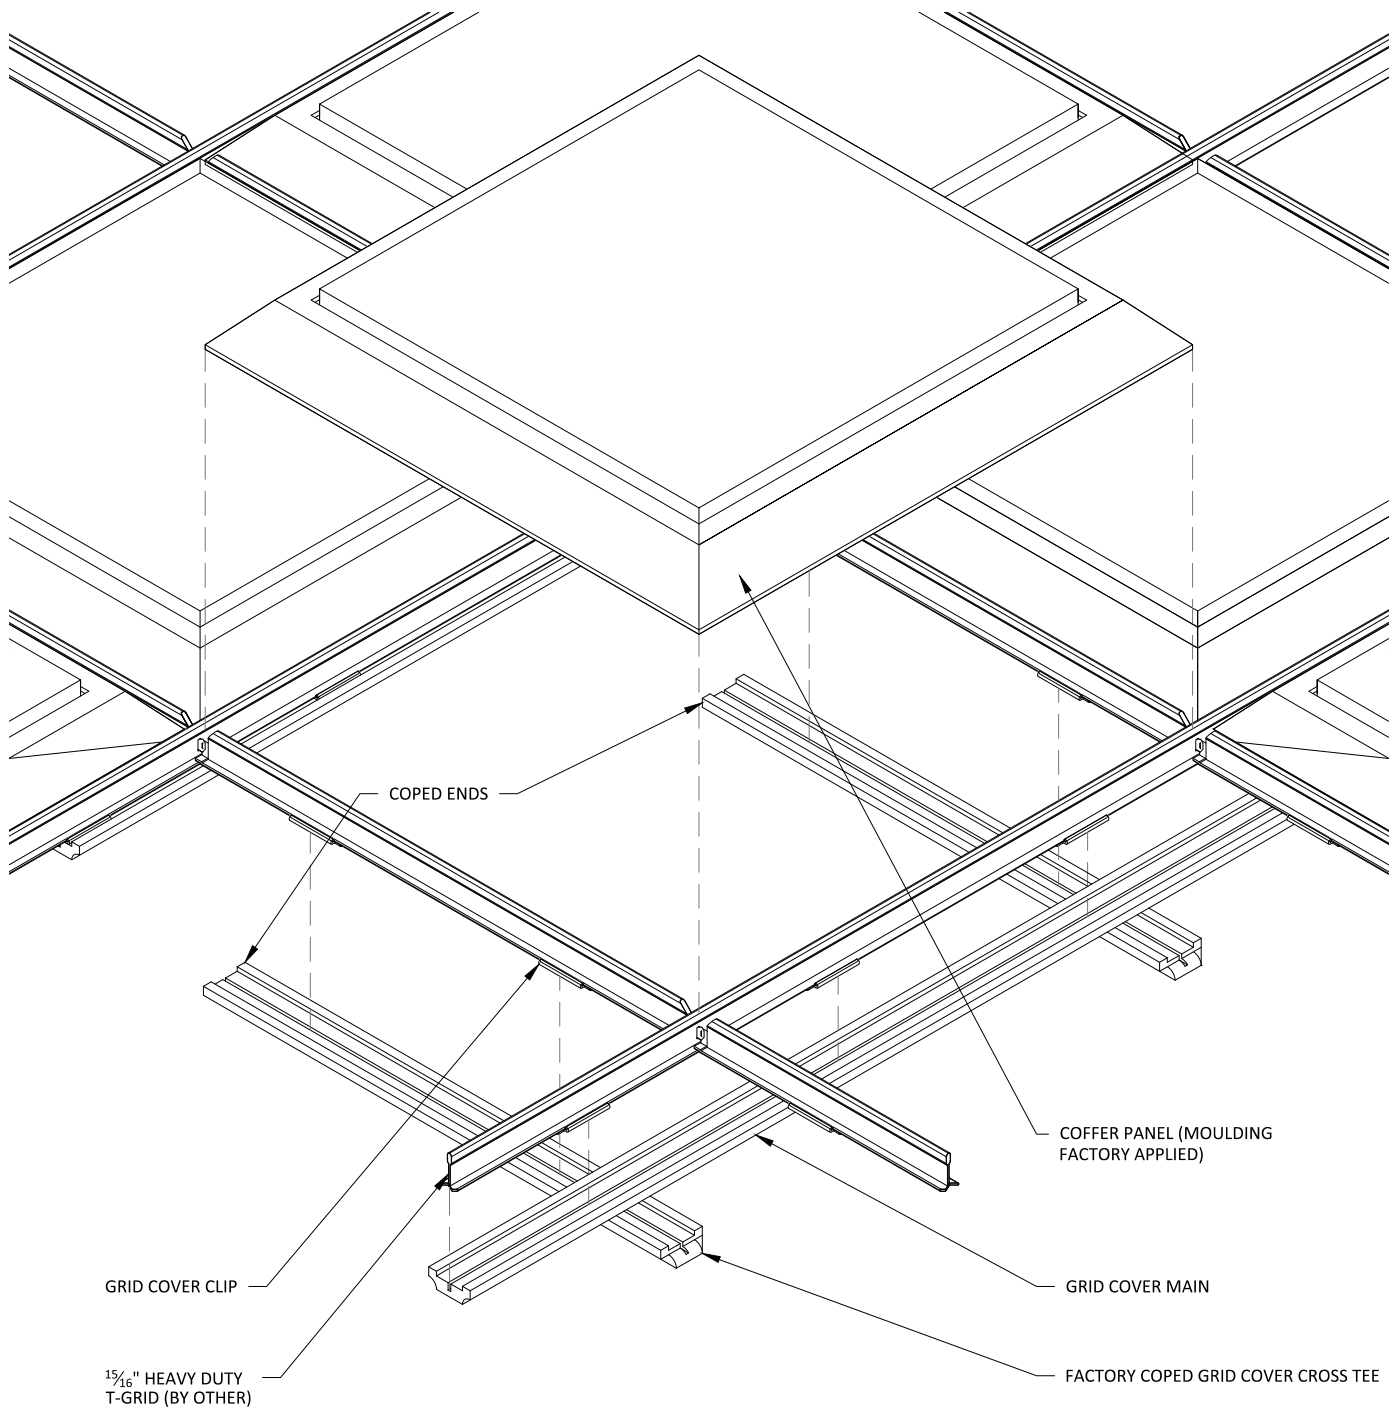 COPED ENDS
COFFER PANEL (MOULDING
FACTORY APPLIED)
GRID COVER CLIP
GRID COVER MAIN
15⁄16" HEAVY DUTY
T-GRID (BY OTHER)
FACTORY COPED GRID COVER CROSS TEE